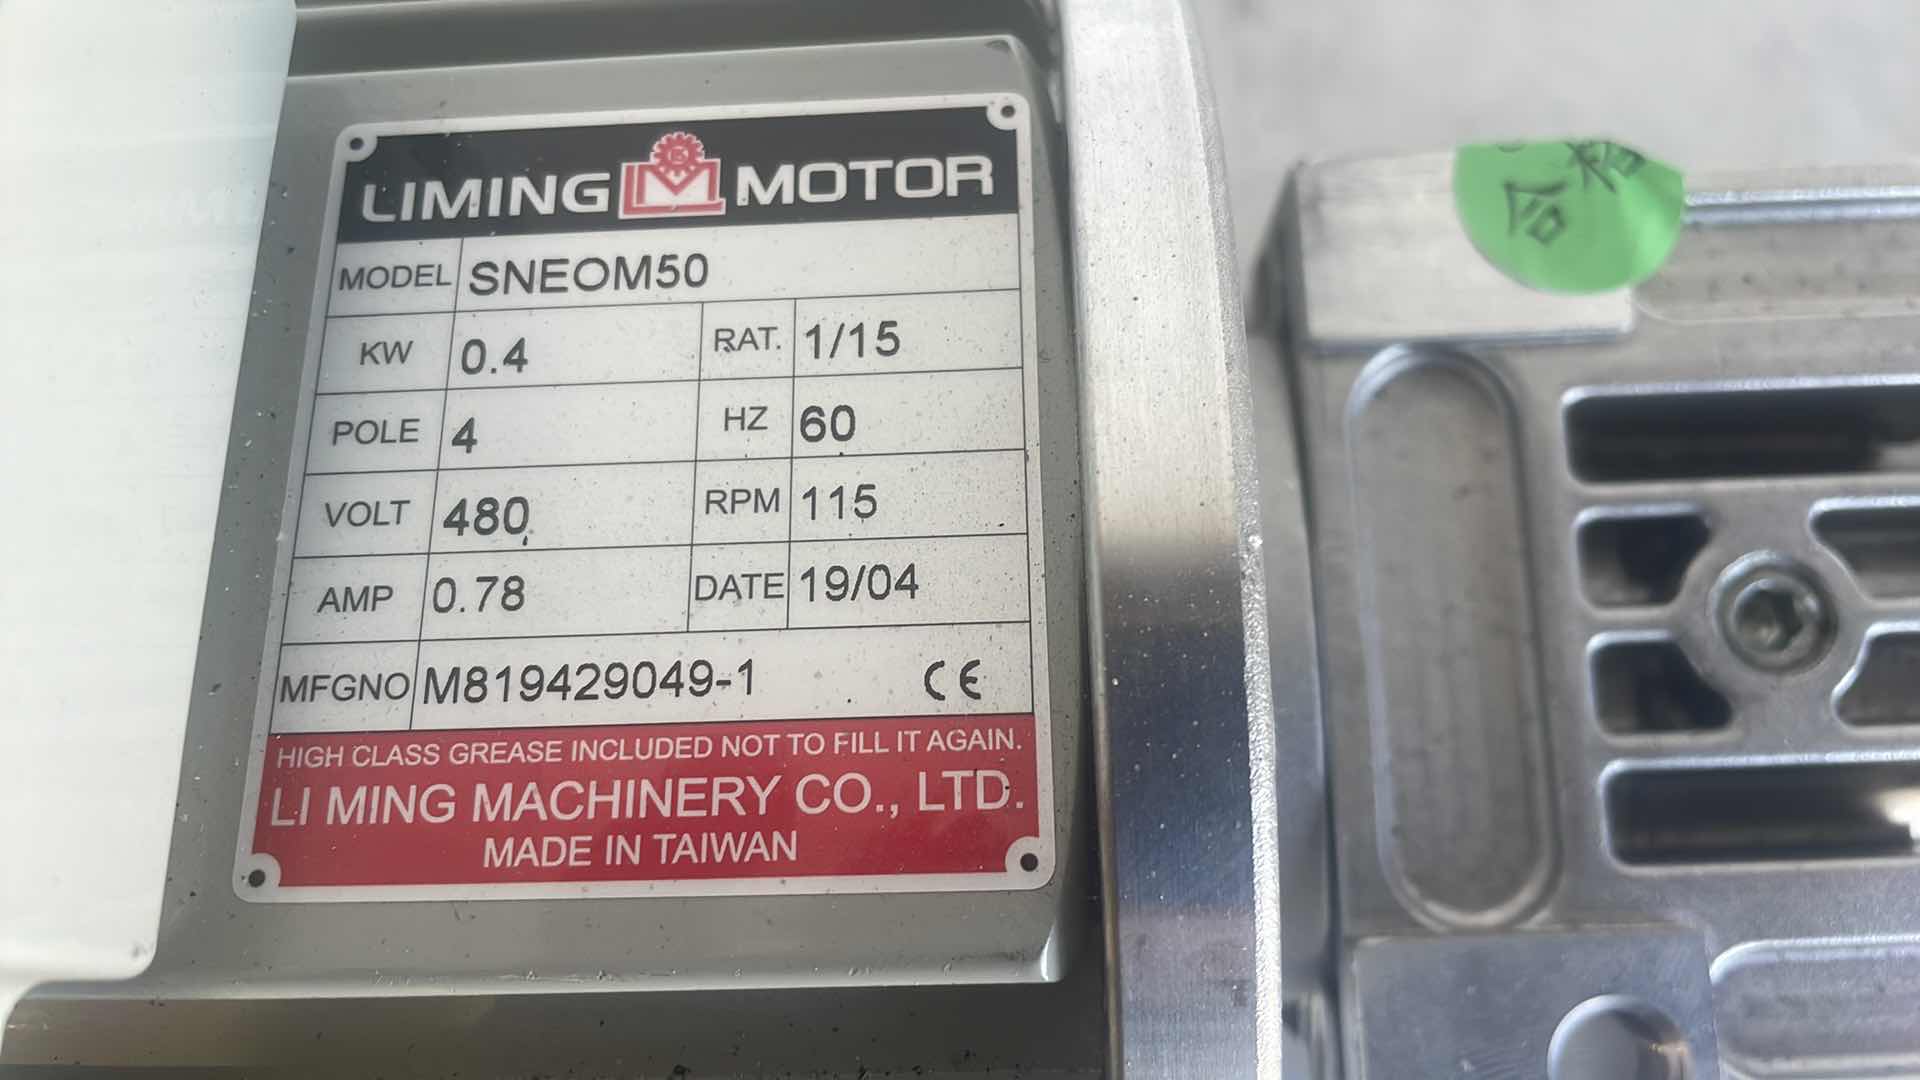 LIMING MOTOR
MODEL SNEOM50
KW 0.4 RAT. 1/15
POLE 4 HZ 60
VOLT 480 RPM 115
AMP 0.78 DATE 19/04
MFGNO M819429049-1 CE
HIGH CLASS GREASE INCLUDED NOT TO FILL IT AGAIN.
LI MING MACHINERY CO., LTD.
MADE IN TAIWAN
合格